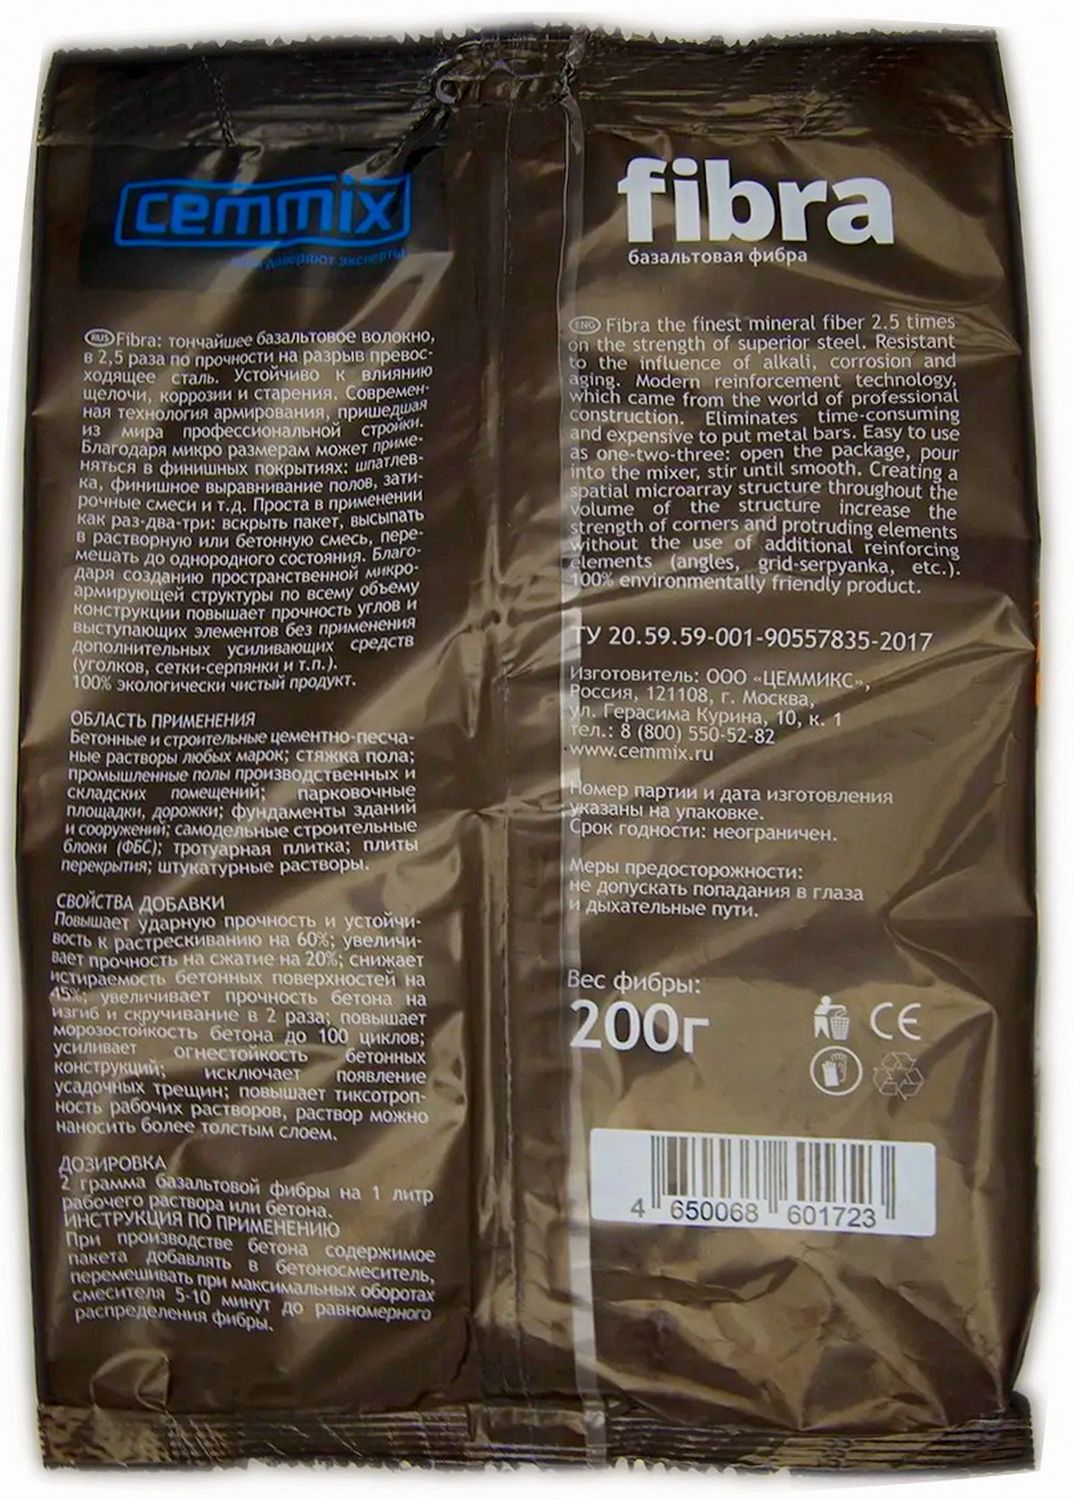 cemmix
доверяют эксперты
RUS Fibra: тончайшее базальтовое волокно,
в 2,5 раза по прочности на разрыв превос-
ходящее сталь. Устойчиво к влиянию
щелочи, коррозии и старения. Современ-
ная технология армирования, пришедшая
из мира профессиональной стройки.
Благодаря микро размерам может приме-
няться в финишных покрытиях: шпатлев-
ка, финишное выравнивание полов, зати-
рочные смеси и т.д. Проста в применении
как раз-два-три: вскрыть пакет, высыпать
в растворную или бетонную смесь, пере-
мешать до однородного состояния. Благо-
даря созданию пространственной микро-
армирующей структуры по всему объему
конструкции повышает прочность углов и
выступающих элементов без применения
дополнительных усиливающих средств
(уголков, сетки-серпянки и т.п.).
100% экологически чистый продукт.
ОБЛАСТЬ ПРИМЕНЕНИЯ
Бетонные и строительные цементно-песча-
ные растворы любых марок; стяжка пола;
промышленные полы производственных и
складских помещений; парковочные
площадки, дорожки; фундаменты зданий
и сооружений; самодельные строительные
блоки (ФБС); тротуарная плитка; плиты
перекрытия; штукатурные растворы.
СВОЙСТВА ДОБАВКИ
Повышает ударную прочность и устойчи-
вость к растрескиванию на 60%; увеличи-
вает прочность на сжатие на 20%; снижает
истираемость бетонных поверхностей на
45%; увеличивает прочность бетона на
изгиб и скручивание в 2 раза; повышает
морозостойкость бетона до 100 циклов;
усиливает огнестойкость бетонных
конструкций; исключает появление
усадочных трещин; повышает тиксотроп-
ность рабочих растворов, раствор можно
наносить более толстым слоем.
ДОЗИРОВКА
2 грамма базальтовой фибры на 1 литр
рабочего раствора или бетона.
ИНСТРУКЦИЯ ПО ПРИМЕНЕНИЮ
При производстве бетона содержимое
пакета добавлять в бетоносмеситель,
перемешивать при максимальных оборотах
смесителя 5-10 минут до равномерного
распределения фибры.
fibra
базальтовая фибра
ENG Fibra the finest mineral fiber 2.5 times
on the strength of superior steel. Resistant
to the influence of alkali, corrosion and
aging. Modern reinforcement technology,
which came from the world of professional
construction. Eliminates time-consuming
and expensive to put metal bars. Easy to use
as one-two-three: open the package, pour
into the mixer, stir until smooth. Creating a
spatial microarray structure throughout the
volume of the structure increase the
strength of corners and protruding elements
without the use of additional reinforcing
elements (angles, grid-serpyanka, etc.).
100% environmentally friendly product.
ТУ 20.59.59-001-90557835-2017
Изготовитель: ООО «ЦЕММИКС»,
Россия, 121108, г. Москва,
ул. Герасима Курина, 10, к. 1
тел.: 8 (800) 550-52-82
www.cemmix.ru
Номер партии и дата изготовления
указаны на упаковке.
Срок годности: неограничен.
Меры предосторожности:
не допускать попадания в глаза
и дыхательные пути.
Вес фибры:
200г
CE
4 650068 601723